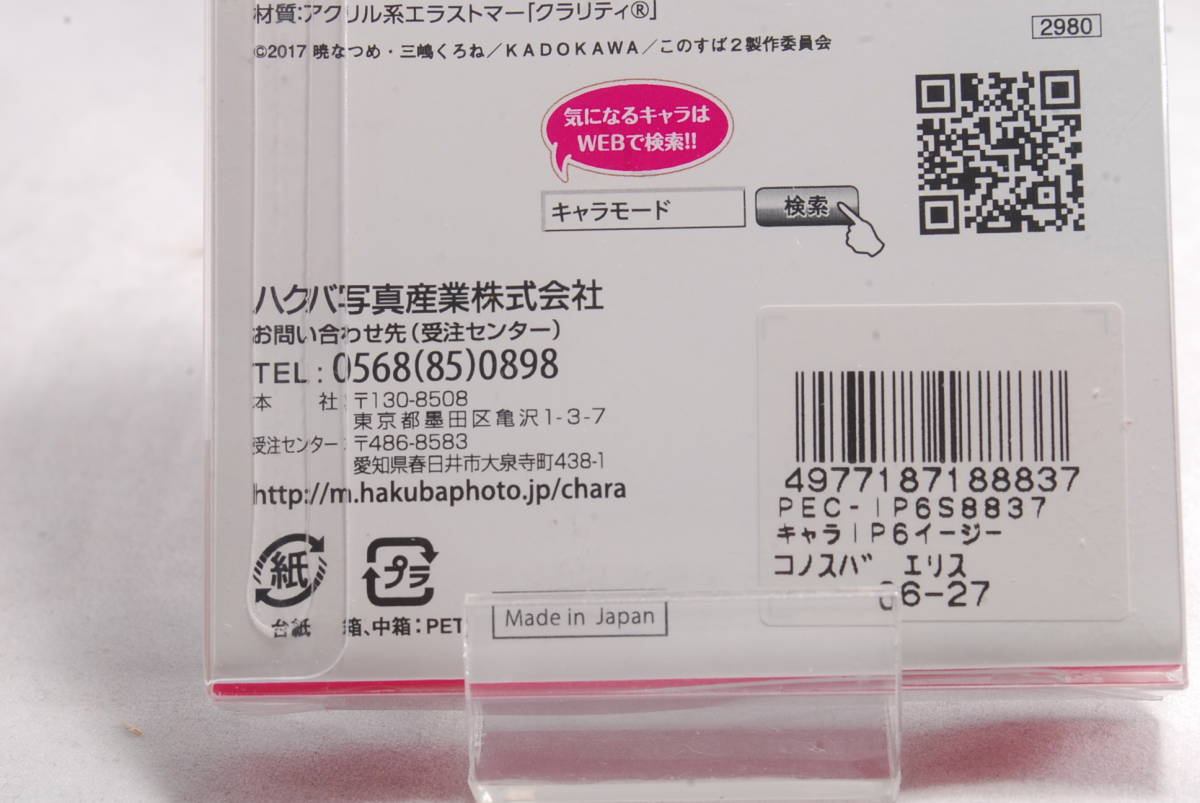 材質:アクリル系エラストマー「クラリティ®」
2980
©2017 暁なつめ・三嶋くろね／KADOKAWA／このすば2製作委員会
気になるキャラは
WEBで検索!!
キャラモード
検索
ハクバ写真産業株式会社
お問い合わせ先（受注センター）
TEL : 0568(85)0898
本　　社:〒130-8508
東京都墨田区亀沢1-3-7
受注センター:〒486-8583
愛知県春日井市大泉寺町438-1
http://m.hakubaphoto.jp/chara
紙
プラ
台紙　箱、中箱:PET
Made in Japan
4977187188837
PEC-IP6S8837
キャラIP6イージー
コノスバ エリス
06-27